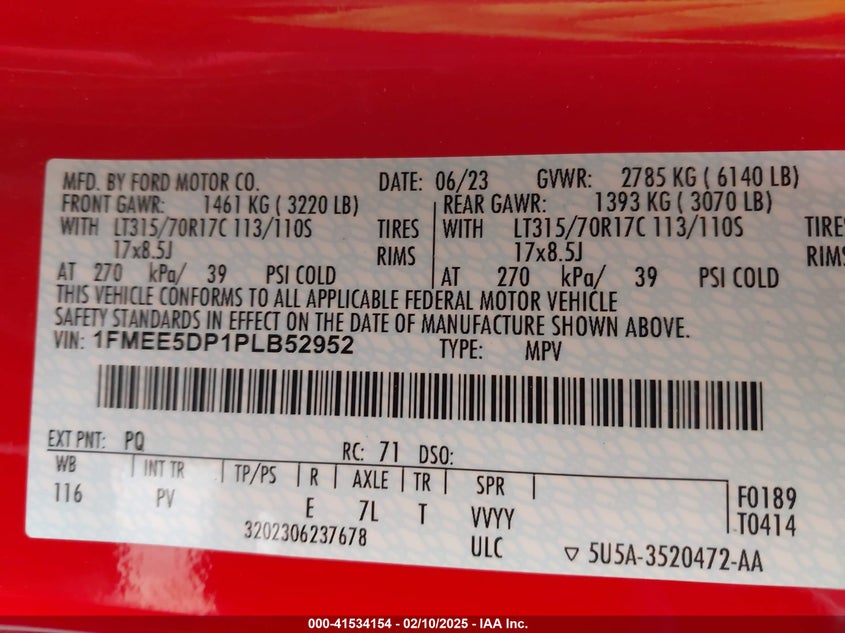 MFD. BY FORD MOTOR CO. DATE: 06/23 GVWR: 2785 KG ( 6140 LB)
FRONT GAWR: 1461 KG ( 3220 LB) REAR GAWR: 1393 KG ( 3070 LB)
WITH LT315/70R17C 113/110S TIRES WITH LT315/70R17C 113/110S TIRE
17x8.5J RIMS 17x8.5J RIMS
AT 270 kPa/ 39 PSI COLD AT 270 kPa/ 39 PSI COLD
THIS VEHICLE CONFORMS TO ALL APPLICABLE FEDERAL MOTOR VEHICLE
SAFETY STANDARDS IN EFFECT ON THE DATE OF MANUFACTURE SHOWN ABOVE.
VIN: 1FMEE5DP1PLB52952 TYPE: MPV
EXT PNT: PQ RC: 71 DSO:
WB INT TR TP/PS R AXLE TR SPR
116 PV E 7L T VVYY F0189
3202306237678 ULC T0414
5U5A-3520472-AA
000-41534154 - 02/10/2025 - IAA Inc.